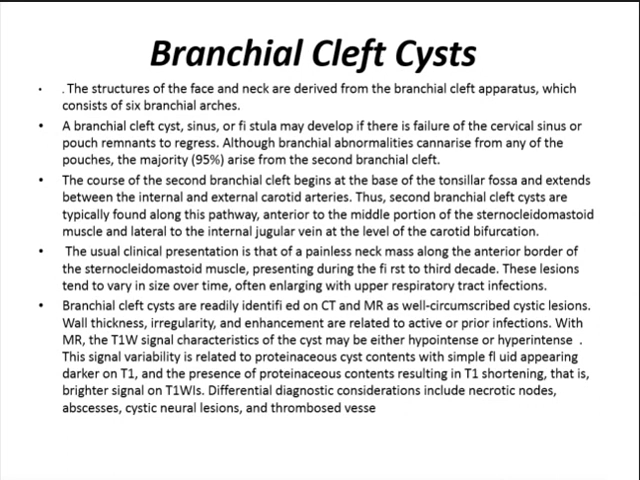 Branchial Cleft Cysts
• . The structures of the face and neck are derived from the branchial cleft apparatus, which
consists of six branchial arches.
• A branchial cleft cyst, sinus, or fi stula may develop if there is failure of the cervical sinus or
pouch remnants to regress. Although branchial abnormalities cannarise from any of the
pouches, the majority (95%) arise from the second branchial cleft.
• The course of the second branchial cleft begins at the base of the tonsillar fossa and extends
between the internal and external carotid arteries. Thus, second branchial cleft cysts are
typically found along this pathway, anterior to the middle portion of the sternocleidomastoid
muscle and lateral to the internal jugular vein at the level of the carotid bifurcation.
• The usual clinical presentation is that of a painless neck mass along the anterior border of
the sternocleidomastoid muscle, presenting during the fi rst to third decade. These lesions
tend to vary in size over time, often enlarging with upper respiratory tract infections.
• Branchial cleft cysts are readily identifi ed on CT and MR as well-circumscribed cystic lesions.
Wall thickness, irregularity, and enhancement are related to active or prior infections. With
MR, the T1W signal characteristics of the cyst may be either hypointense or hyperintense .
This signal variability is related to proteinaceous cyst contents with simple fl uid appearing
darker on T1, and the presence of proteinaceous contents resulting in T1 shortening, that is,
brighter signal on T1WIs. Differential diagnostic considerations include necrotic nodes,
abscesses, cystic neural lesions, and thrombosed vesse